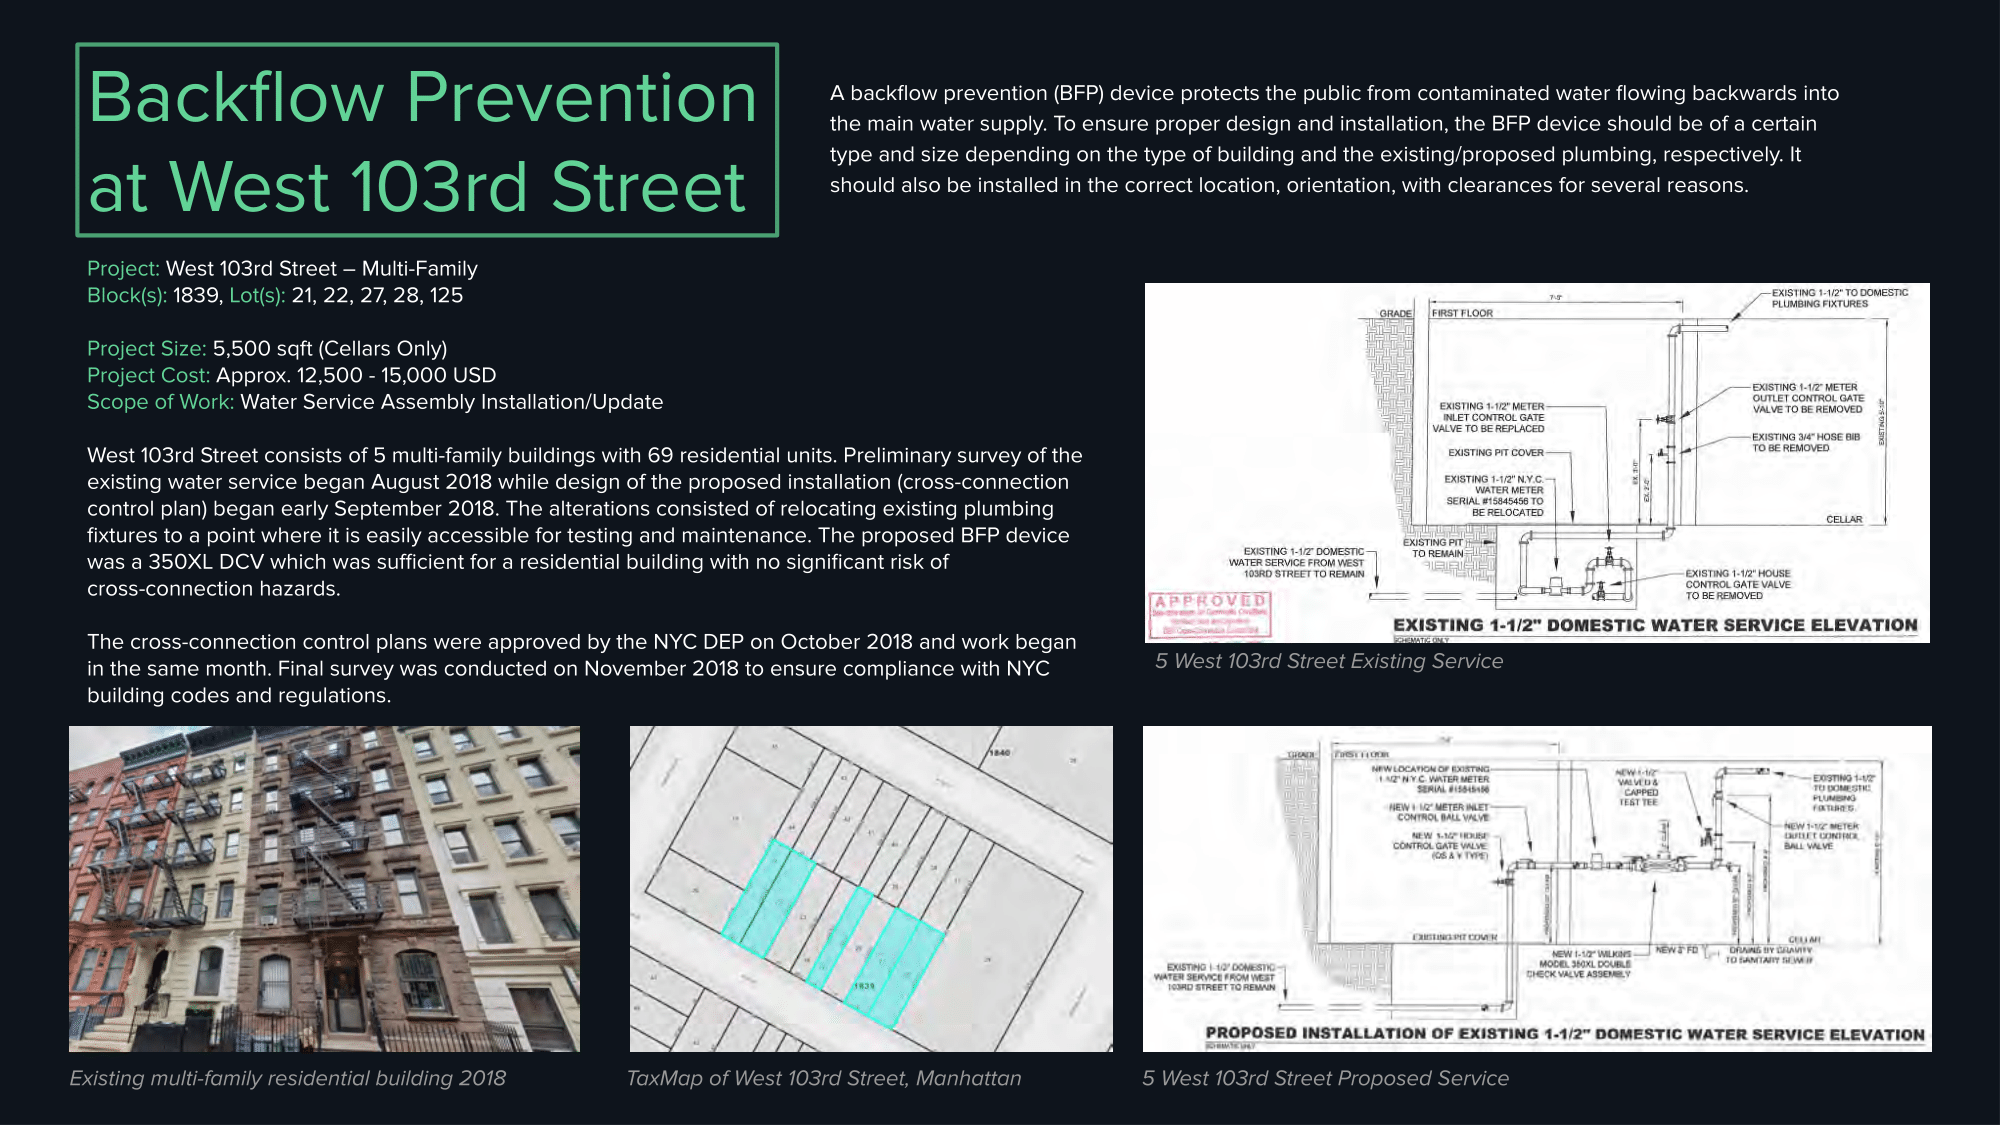 Backflow Prevention
at West 103rd Street
A backflow prevention (BFP) device protects the public from contaminated water flowing backwards into
the main water supply. To ensure proper design and installation, the BFP device should be of a certain
type and size depending on the type of building and the existing/proposed plumbing, respectively. It
should also be installed in the correct location, orientation, with clearances for several reasons.
Project: West 103rd Street – Multi-Family
Block(s): 1839, Lot(s): 21, 22, 27, 28, 125
Project Size: 5,500 sqft (Cellars Only)
Project Cost: Approx. 12,500 - 15,000 USD
Scope of Work: Water Service Assembly Installation/Update
West 103rd Street consists of 5 multi-family buildings with 69 residential units. Preliminary survey of the
existing water service began August 2018 while design of the proposed installation (cross-connection
control plan) began early September 2018. The alterations consisted of relocating existing plumbing
fixtures to a point where it is easily accessible for testing and maintenance. The proposed BFP device
was a 350XL DCV which was sufficient for a residential building with no significant risk of
cross-connection hazards.
The cross-connection control plans were approved by the NYC DEP on October 2018 and work began
in the same month. Final survey was conducted on November 2018 to ensure compliance with NYC
building codes and regulations.
EXISTING 1-1/2" TO DOMESTIC
PLUMBING FIXTURES
GRADE
FIRST FLOOR
EXISTING 1-1/2" METER
OUTLET CONTROL GATE
VALVE TO BE REMOVED
EXISTING 1-1/2" METER
INLET CONTROL GATE
VALVE TO BE REPLACED
EXISTING 3/4" HOSE BIB
TO BE REMOVED
EXISTING PIT COVER
EXISTING 1-1/2" N.Y.C.
WATER METER
SERIAL #15845456 TO
BE RELOCATED
CELLAR
EXISTING PIT
TO REMAIN
EXISTING 1-1/2" DOMESTIC
WATER SERVICE FROM WEST
103RD STREET TO REMAIN
EXISTING 1-1/2" HOUSE
CONTROL GATE VALVE
TO BE REMOVED
APPROVED
EXISTING 1-1/2" DOMESTIC WATER SERVICE ELEVATION
SCHEMATIC ONLY
5 West 103rd Street Existing Service
1840
1839
GRADE
FIRST FLOOR
NEW LOCATION OF EXISTING
1-1/2" N.Y.C. WATER METER
SERIAL #15845456
NEW 1-1/2" METER INLET
CONTROL BALL VALVE
NEW 1-1/2" HOUSE
CONTROL GATE VALVE
(OS & Y TYPE)
NEW 1-1/2"
VALVED &
CAPPED
TEST TEE
EXISTING 1-1/2"
TO DOMESTIC
PLUMBING
FIXTURES
NEW 1-1/2" METER
OUTLET CONTROL
BALL VALVE
EXISTING PIT COVER
CELLAR
NEW 1-1/2" WILKINS
MODEL 350XL DOUBLE
CHECK VALVE ASSEMBLY
NEW 2" FD
DRAINS BY GRAVITY
TO SANITARY SEWER
EXISTING 1-1/2" DOMESTIC
WATER SERVICE FROM WEST
103RD STREET TO REMAIN
PROPOSED INSTALLATION OF EXISTING 1-1/2" DOMESTIC WATER SERVICE ELEVATION
SCHEMATIC ONLY
Existing multi-family residential building 2018
TaxMap of West 103rd Street, Manhattan
5 West 103rd Street Proposed Service